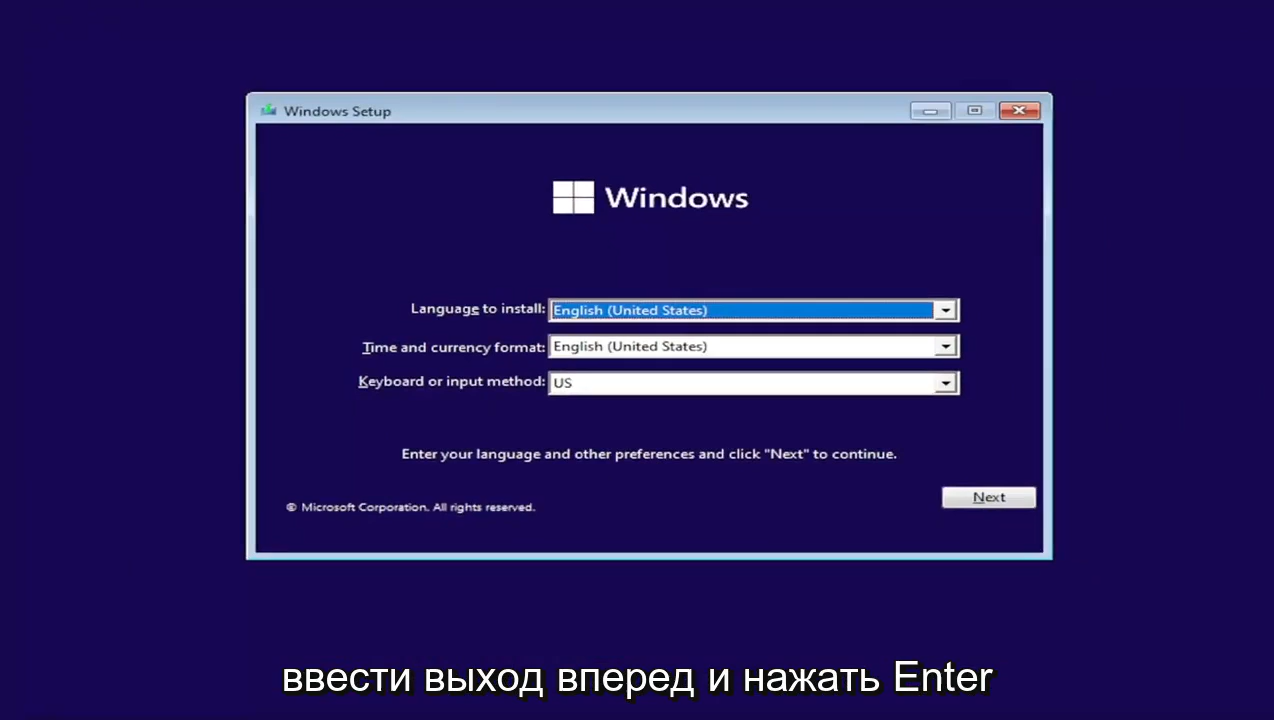 Windows Setup
Windows
Language to install: English (United States)
Time and currency format: English (United States)
Keyboard or input method: US
Enter your language and other preferences and click "Next" to continue.
Next
© Microsoft Corporation. All rights reserved.
ввести выход вперед и нажать Enter